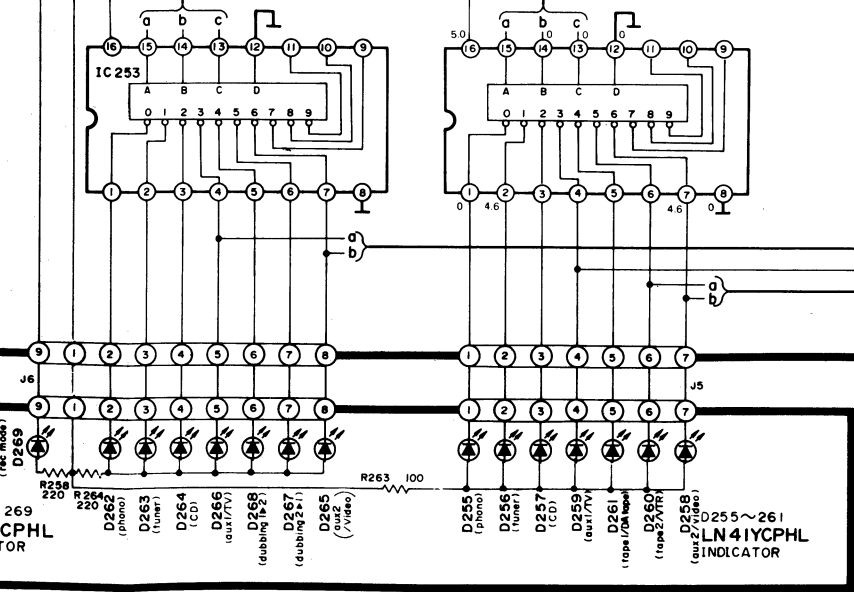 a b c
a b c
0 0 0
5.0
16 15 14 13 12 11 10 9
16 15 14 13 12 11 10 9
IC253
A B C D
A B C D
0 1 2 3 4 5 6 7 8 9
0 1 2 3 4 5 6 7 8 9
1 2 3 4 5 6 7 8
1 2 3 4 5 6 7 8
0 4.6 4.6 0
a
b
a
b
9 1 2 3 4 5 6 7 8
1 2 3 4 5 6 7
J6
J5
9 1 2 3 4 5 6 7 8
1 2 3 4 5 6 7
(rec mode)
D269
R258
220
R264
220
R263 100
D262
(phono)
D263
(tuner)
D264
(CD)
D266
(aux1/TV)
D268
(dubbing 1▸2)
D267
(dubbing 2▸1)
D265
(aux2
/video)
D255
(phono)
D256
(tuner)
D257
(CD)
D259
(aux1/TV)
D261
(tape1/DAtape)
D260
(tape2/VTR)
D258
(aux2/video)
269
CPHL
TOR
D255~261
LN41YCPHL
INDICATOR